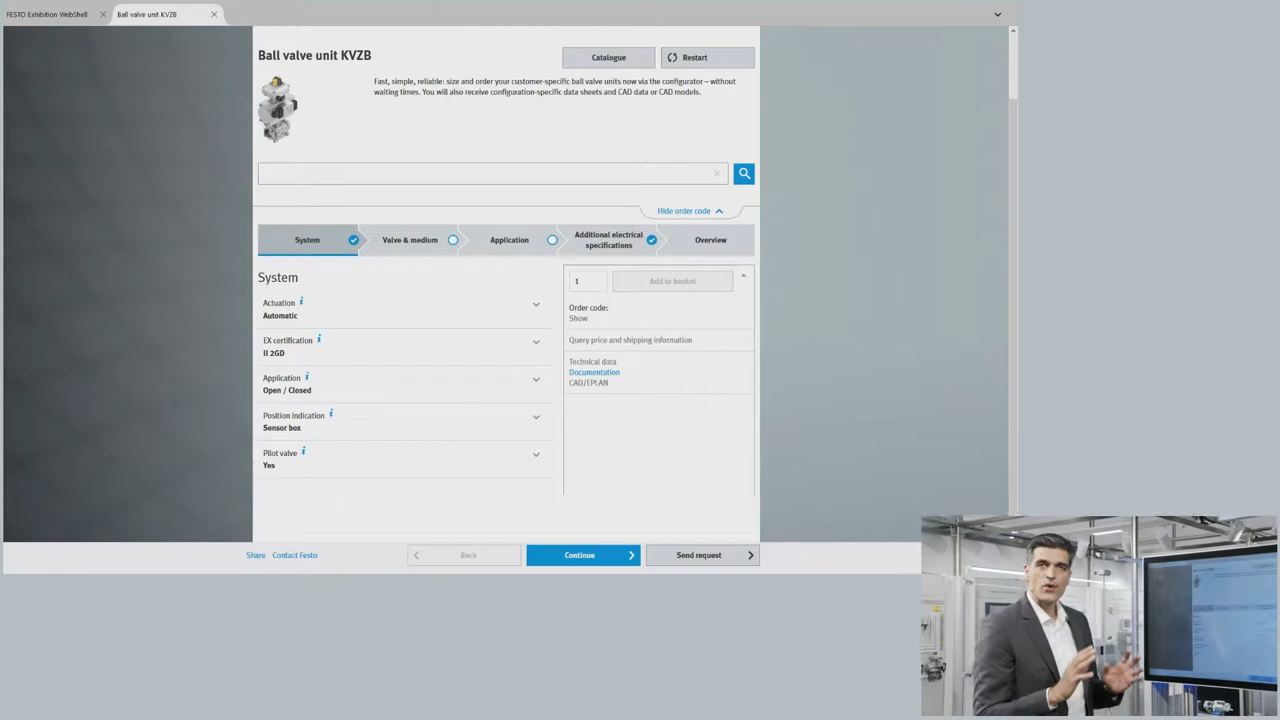 FESTO Exhibition WebShell
Ball valve unit KVZB
Ball valve unit KVZB
Catalogue
Restart
Fast, simple, reliable: size and order your customer-specific ball valve units now via the configurator – without
waiting times. You will also receive configuration-specific data sheets and CAD data or CAD models.
Hide order code
System
Valve & medium
Application
Additional electrical
specifications
Overview
System
Actuation
Automatic
EX certification
II 2GD
Application
Open / Closed
Position indication
Sensor box
Pilot valve
Yes
1
Add to basket
Order code:
Show
Query price and shipping information
Technical data
Documentation
CAD/EPLAN
Share
Contact Festo
Back
Continue
Send request